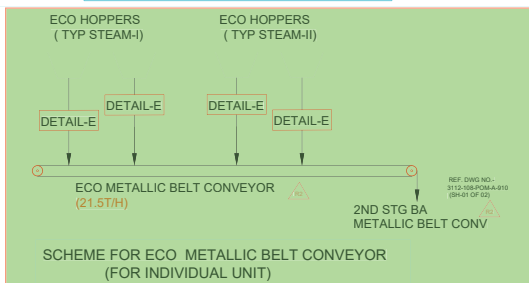 ECO HOPPERS
( TYP STEAM-I)
ECO HOPPERS
( TYP STEAM-II)
DETAIL-E
DETAIL-E
DETAIL-E
DETAIL-E
ECO METALLIC BELT CONVEYOR
(21.5T/H)
R2
REF. DWG NO.-
3112-108-POM-A-910
(SH-01 OF 02)
R2
2ND STG BA
METALLIC BELT CONV
SCHEME FOR ECO METALLIC BELT CONVEYOR
(FOR INDIVIDUAL UNIT)